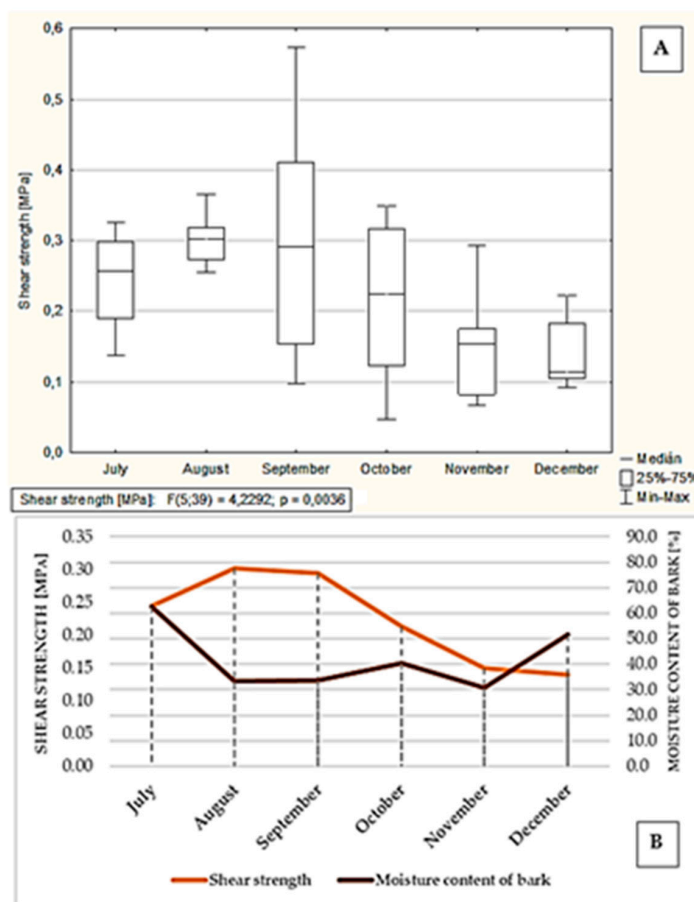 0,6
A
0,5
0,4
0,3
0,2
0,1
0,0
Shear strength [MPa]
July August September October November December
Medián
25%-75%
Min-Max
Shear strength [MPa]: F(5;39) = 4,2292; p = 0,0036
0.35 90.0
0.30 80.0
0.25 70.0
0.20 60.0
0.15 50.0
0.10 40.0
0.05 30.0
0.00 20.0
10.0
0.0
SHEAR STRENGTH [MPA]
MOISTURE CONTENT OF BARK [%]
July August September October November December
B
Shear strength Moisture content of bark